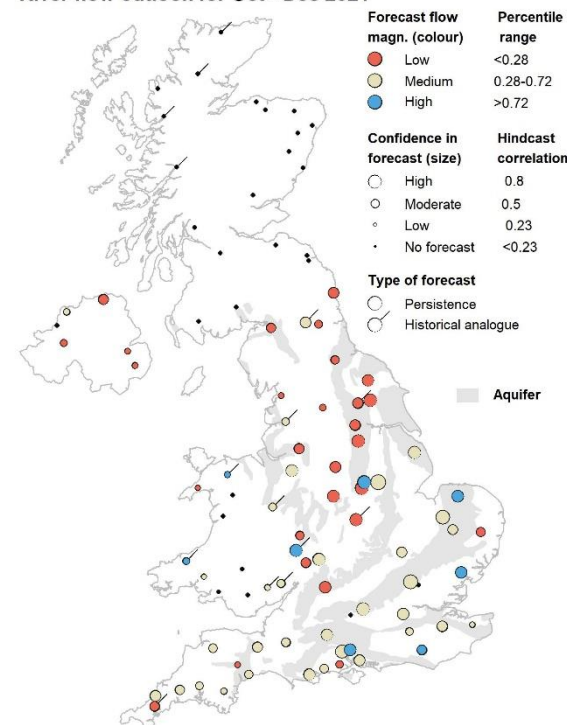 Forecast flow Percentile
magn. (colour) range
Low <0.28
Medium 0.28-0.72
High >0.72
Confidence in Hindcast
forecast (size) correlation
High 0.8
Moderate 0.5
Low 0.23
No forecast <0.23
Type of forecast
Persistence
Historical analogue
Aquifer